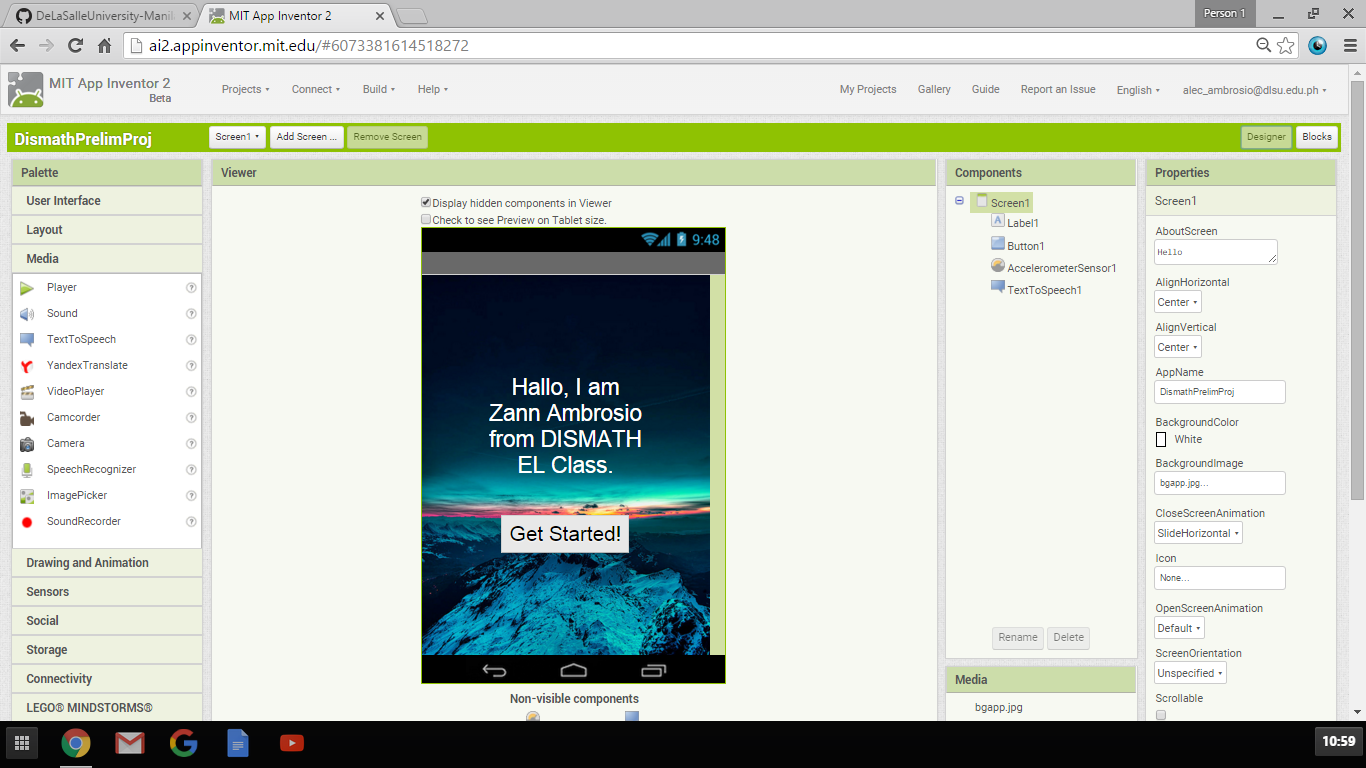 DeLaSalleUniversity-Manil
MIT App Inventor 2
Person 1
ai2.appinventor.mit.edu/#6073381614518272
MIT App Inventor 2
Beta
Projects
Connect
Build
Help
My Projects
Gallery
Guide
Report an Issue
English
alec_ambrosio@dlsu.edu.ph
DismathPrelimProj
Screen1
Add Screen ...
Remove Screen
Designer
Blocks
Palette
User Interface
Layout
Media
Player
?
Sound
?
TextToSpeech
?
YandexTranslate
?
VideoPlayer
?
Camcorder
?
Camera
?
SpeechRecognizer
?
ImagePicker
?
SoundRecorder
?
Drawing and Animation
Sensors
Social
Storage
Connectivity
LEGO® MINDSTORMS®
Viewer
Display hidden components in Viewer
Check to see Preview on Tablet size.
9:48
Hallo, I am
Zann Ambrosio
from DISMATH
EL Class.
Get Started!
Non-visible components
Components
Screen1
A Label1
Button1
AccelerometerSensor1
TextToSpeech1
Rename
Delete
Media
bgapp.jpg
Properties
Screen1
AboutScreen
Hello
AlignHorizontal
Center
AlignVertical
Center
AppName
DismathPrelimProj
BackgroundColor
White
BackgroundImage
bgapp.jpg...
CloseScreenAnimation
SlideHorizontal
Icon
None...
OpenScreenAnimation
Default
ScreenOrientation
Unspecified
Scrollable
10:59